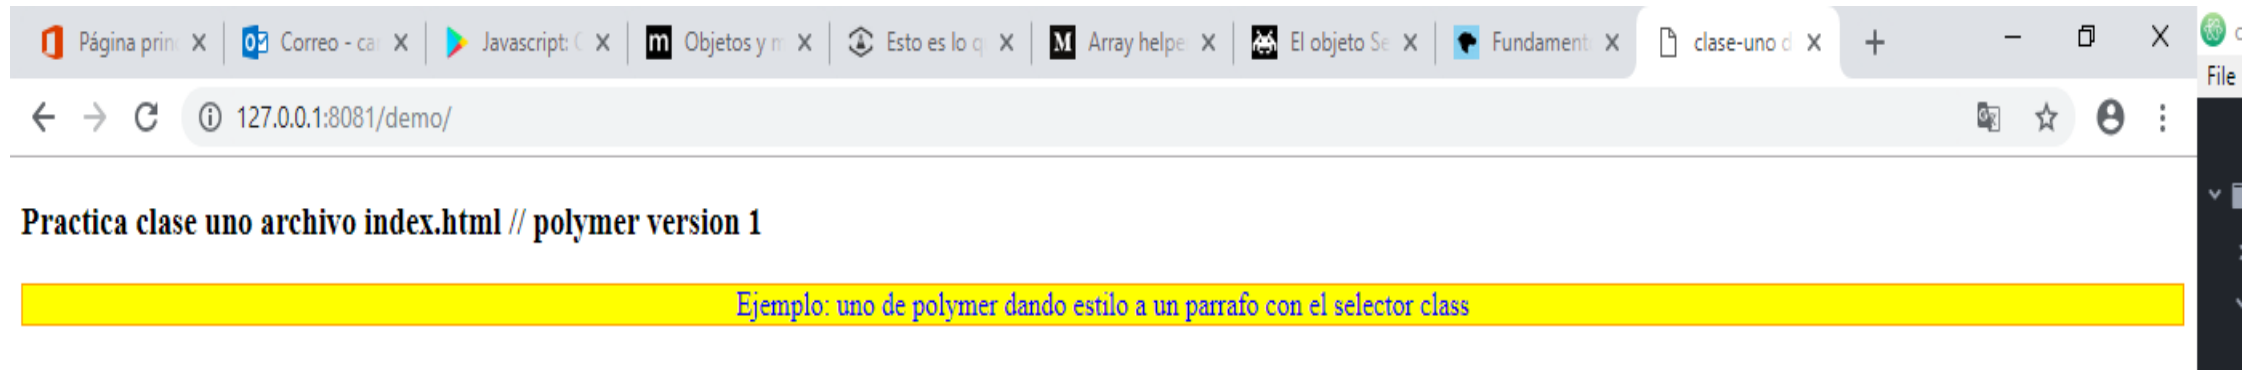 Página prin Correo - ca Javascript: Objetos y m Esto es lo q M Array helpe El objeto Se Fundament clase-uno d
File
127.0.0.1:8081/demo/
Practica clase uno archivo index.html // polymer version 1
Ejemplo: uno de polymer dando estilo a un parrafo con el selector class